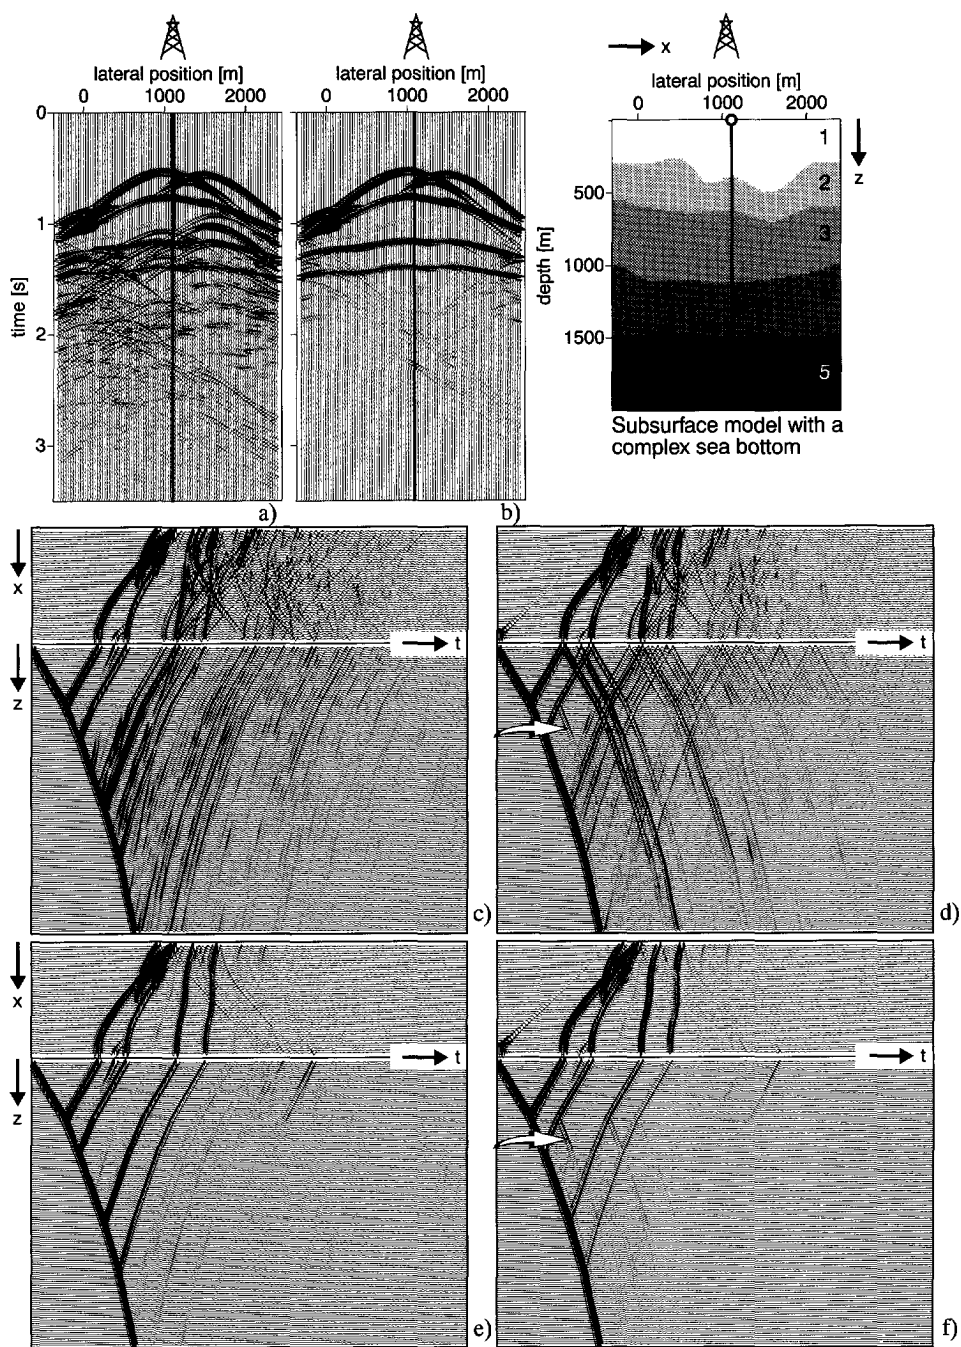 lateral position [m]
0 1000 2000
lateral position [m]
0 1000 2000
x
lateral position [m]
0 1000 2000
0
1
2
3
time [s]
a)
b)
500
1000
1500
depth [m]
1
2
3
5
z
Subsurface model with a
complex sea bottom
x
t
z
c)
t
d)
x
t
z
e)
t
f)